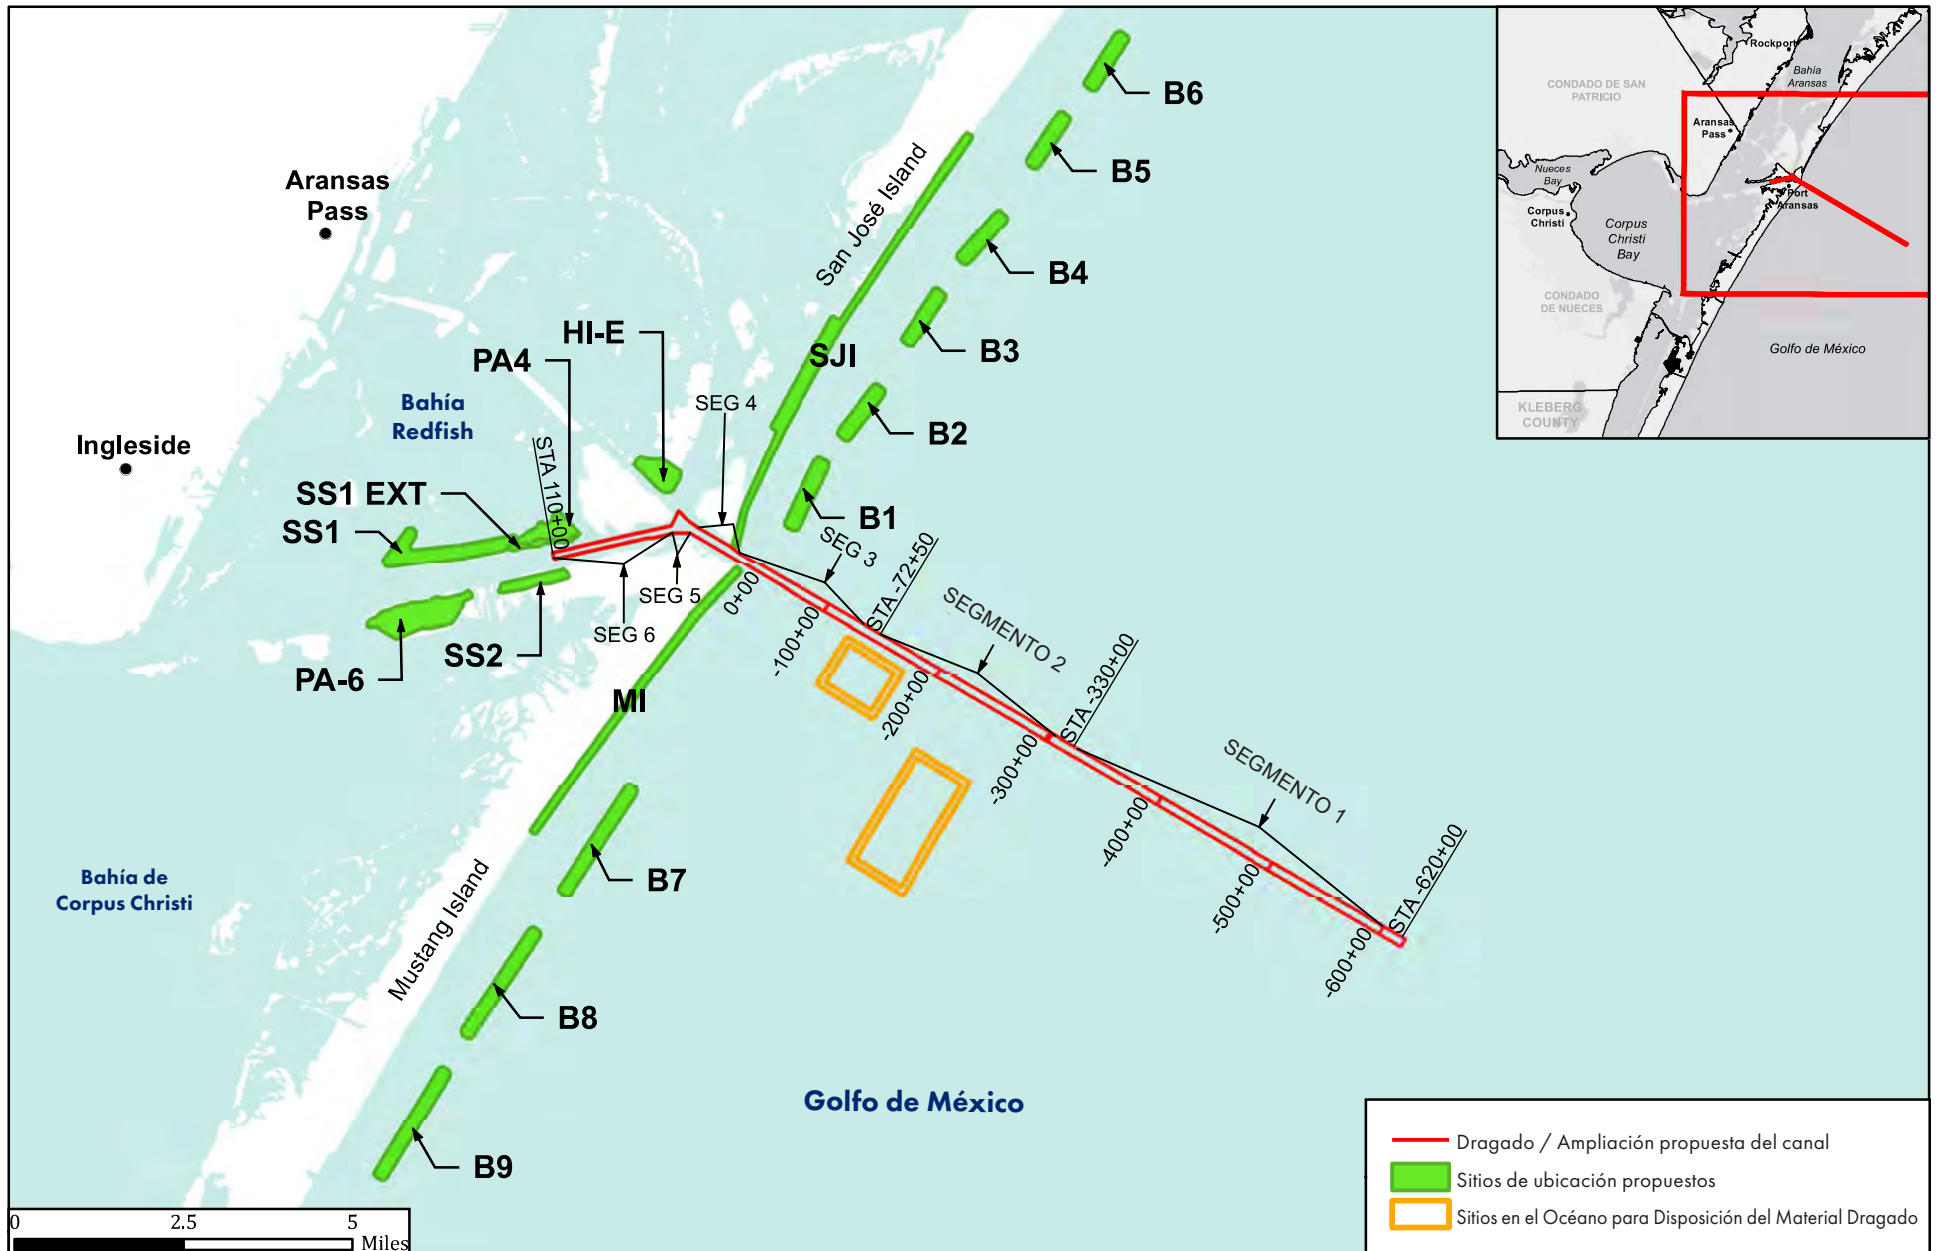 Aransas
Pass
Ingleside
Bahía
Redfish
HI-E
PA4
SEG 4
STA 110+00
SS1 EXT
SS1
SS2
PA-6
SEG 6
SEG 5
SEG 3
San José Island
SJI
B6
B5
B4
B3
B2
B1
0+00
-100+00
STA -72+50
SEGMENTO 2
-200+00
STA -330+00
-300+00
SEGMENTO 1
-400+00
-500+00
STA -620+00
-600+00
MI
Mustang Island
B7
B8
B9
Bahía de
Corpus Christi
Golfo de México
0
2.5
5
Miles
Rockport
Bahía
Aransas
CONDADO DE SAN
PATRICIO
Aransas
Pass
Nueces
Bay
Port
Aransas
Corpus
Christi
Corpus
Christi
Bay
CONDADO
DE NUECES
Golfo de México
KLEBERG
COUNTY
Dragado / Ampliación propuesta del canal
Sitios de ubicación propuestos
Sitios en el Océano para Disposición del Material Dragado